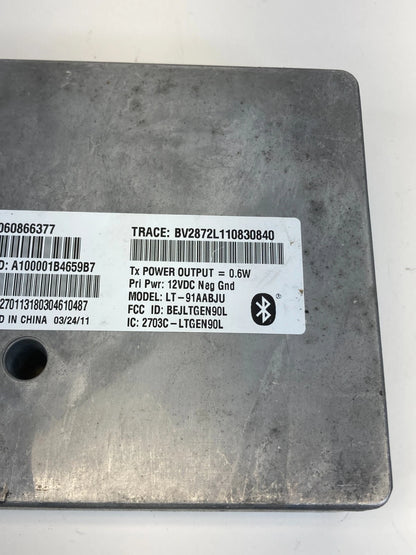 060866377
D: A100001B4659B7
270113180304610487
D IN CHINA 03/24/11
TRACE: BV2872L110830840
Tx POWER OUTPUT = 0.6W
Pri Pwr: 12VDC Neg Gnd
MODEL: LT-91AABJU
FCC ID: BEJLTGEN90L
IC: 2703C-LTGEN90L
®